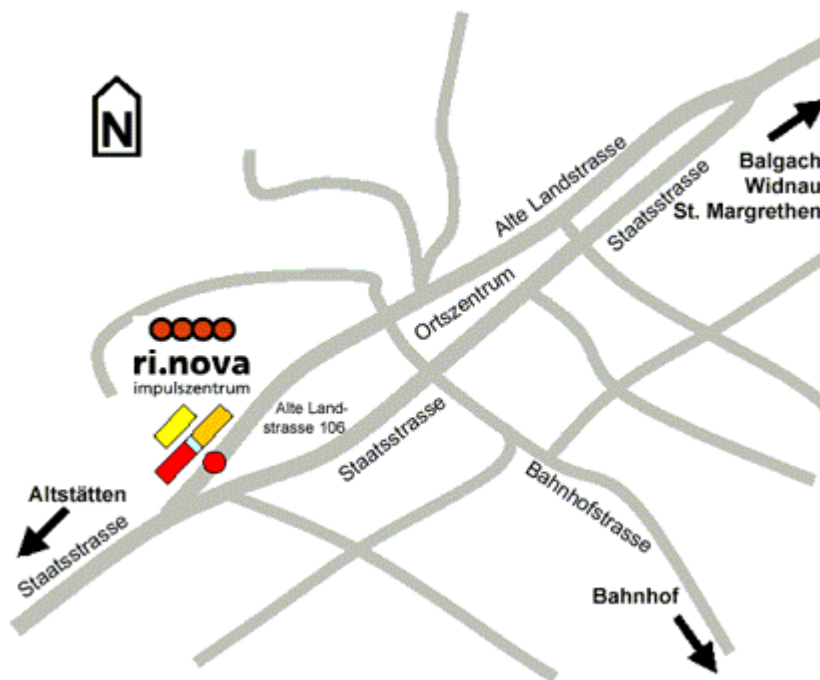 N
Balgach
Widnau
St. Margrethen
Alte Landstrasse
Staatsstrasse
Ortszentrum
ri.nova
impulszentrum
Alte Land-
strasse 106
Staatsstrasse
Bahnhofstrasse
Altstätten
Staatsstrasse
Bahnhof